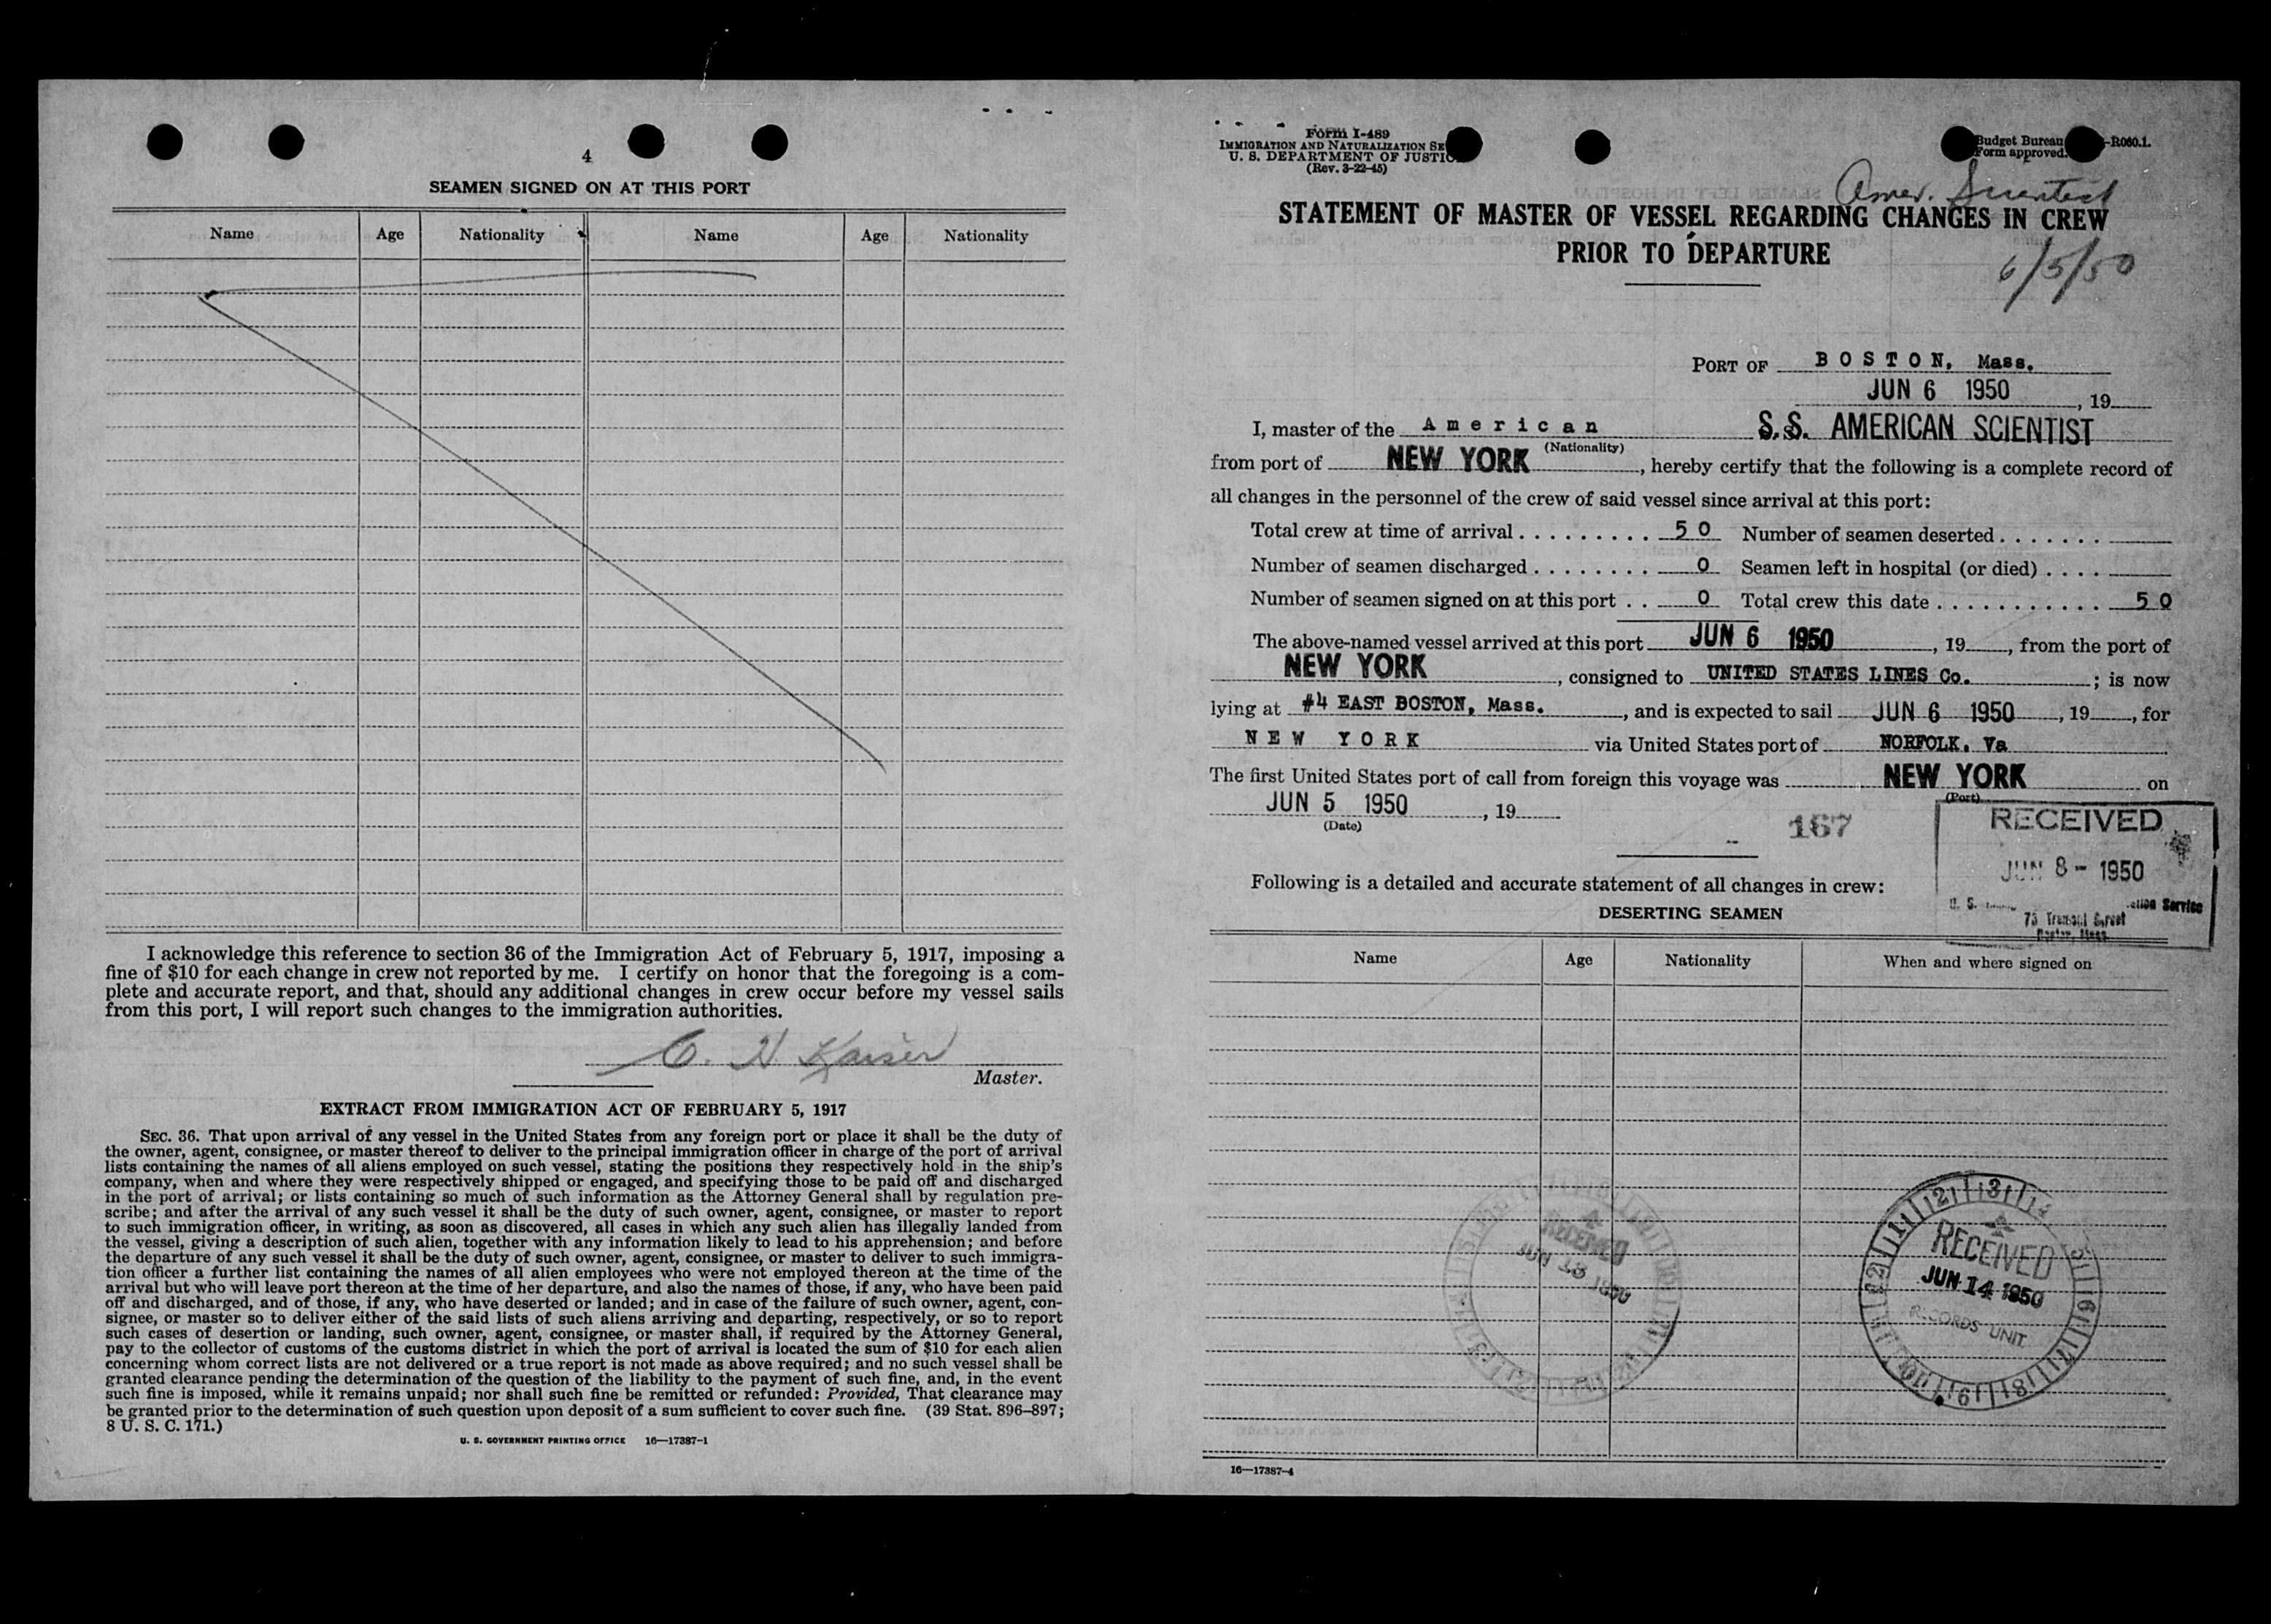 4
SEAMEN SIGNED ON AT THIS PORT
Name Age Nationality Name Age Nationality
I acknowledge this reference to section 36 of the Immigration Act of February 5, 1917, imposing a
fine of $10 for each change in crew not reported by me. I certify on honor that the foregoing is a com-
plete and accurate report, and that, should any additional changes in crew occur before my vessel sails
from this port, I will report such changes to the immigration authorities.
C. H Kaiser
Master.
EXTRACT FROM IMMIGRATION ACT OF FEBRUARY 5, 1917
SEC. 36. That upon arrival of any vessel in the United States from any foreign port or place it shall be the duty of
the owner, agent, consignee, or master thereof to deliver to the principal immigration officer in charge of the port of arrival
lists containing the names of all aliens employed on such vessel, stating the positions they respectively hold in the ship's
company, when and where they were respectively shipped or engaged, and specifying those to be paid off and discharged
in the port of arrival; or lists containing so much of such information as the Attorney General shall by regulation pre-
scribe; and after the arrival of any such vessel it shall be the duty of such owner, agent, consignee, or master to report
to such immigration officer, in writing, as soon as discovered, all cases in which any such alien has illegally landed from
the vessel, giving a description of such alien, together with any information likely to lead to his apprehension; and before
the departure of any such vessel it shall be the duty of such owner, agent, consignee, or master to deliver to such immigra-
tion officer a further list containing the names of all alien employees who were not employed thereon at the time of the
arrival but who will leave port thereon at the time of her departure, and also the names of those, if any, who have been paid
off and discharged, and of those, if any, who have deserted or landed; and in case of the failure of such owner, agent, con-
signee, or master so to deliver either of the said lists of such aliens arriving and departing, respectively, or so to report
such cases of desertion or landing, such owner, agent, consignee, or master shall, if required by the Attorney General,
pay to the collector of customs of the customs district in which the port of arrival is located the sum of $10 for each alien
concerning whom correct lists are not delivered or a true report is not made as above required; and no such vessel shall be
granted clearance pending the determination of the question of the liability to the payment of such fine, and, in the event
such fine is imposed, while it remains unpaid; nor shall such fine be remitted or refunded: Provided, That clearance may
be granted prior to the determination of such question upon deposit of a sum sufficient to cover such fine. (39 Stat. 896–897;
8 U. S. C. 171.)
U. S. GOVERNMENT PRINTING OFFICE 16—17387-1
Form I-489
IMMIGRATION AND NATURALIZATION SE
U. S. DEPARTMENT OF JUSTIC
(Rev. 3-22-45)
Budget Bureau -R060.1.
Form approved.
Amer. Scientist
STATEMENT OF MASTER OF VESSEL REGARDING CHANGES IN CREW
PRIOR TO DEPARTURE
6/5/50
PORT OF BOSTON, Mass.
JUN 6 1950, 19
I, master of the American S.S. AMERICAN SCIENTIST
(Nationality)
from port of NEW YORK, hereby certify that the following is a complete record of
all changes in the personnel of the crew of said vessel since arrival at this port:
Total crew at time of arrival 50 Number of seamen deserted
Number of seamen discharged 0 Seamen left in hospital (or died)
Number of seamen signed on at this port 0 Total crew this date 50
The above-named vessel arrived at this port JUN 6 1950, 19, from the port of
NEW YORK, consigned to UNITED STATES LINES Co. ; is now
lying at #4 EAST BOSTON, Mass., and is expected to sail JUN 6 1950, 19, for
NEW YORK via United States port of NORFOLK, Va
The first United States port of call from foreign this voyage was NEW YORK on
(Port)
JUN 5 1950, 19
(Date)
167
RECEIVED
JUN 8 - 1950
U. S. Service
75 Tremont Street
Boston, Mass.
Following is a detailed and accurate statement of all changes in crew:
DESERTING SEAMEN
Name Age Nationality When and where signed on
RECEIVED
JUN 13 1950
RECEIVED
JUN 14 1950
RECORDS UNIT
16—17387-4